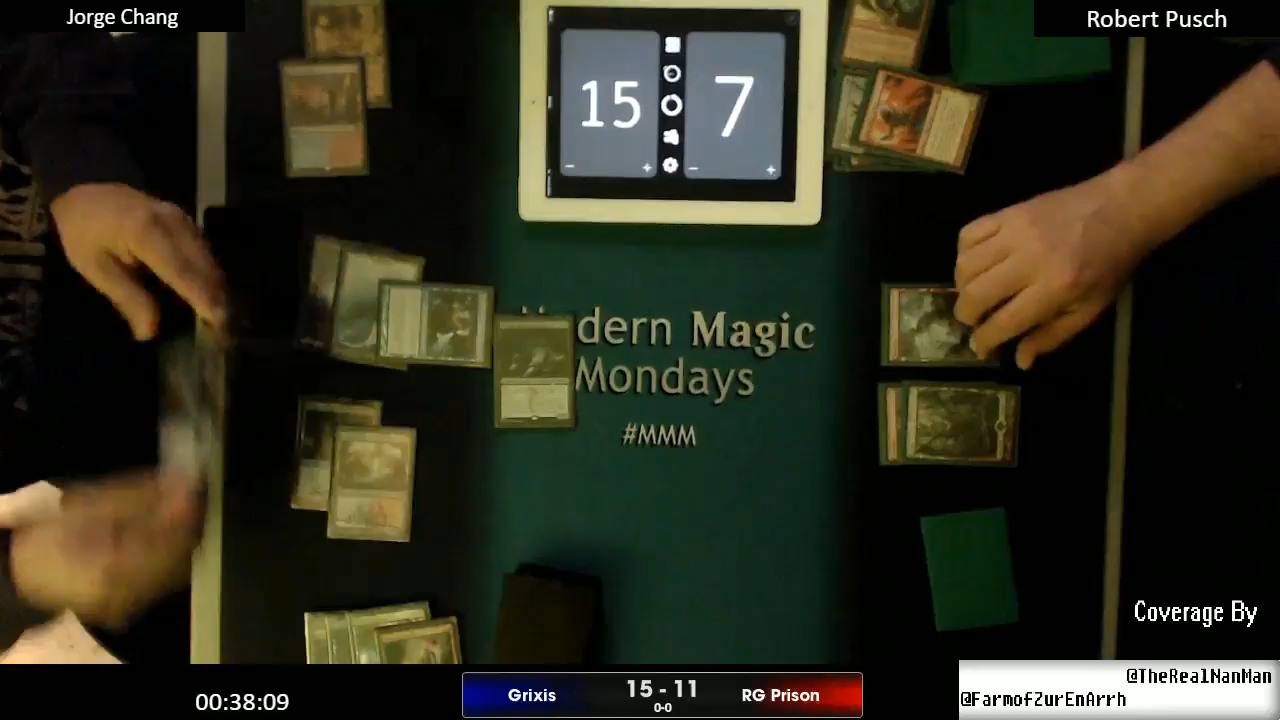 Jorge Chang
Robert Pusch
15
7
- +
- +
dern Magic
Mondays
#MMM
Coverage By
@TheRealNanMan
@FarmofZurEnArrh
00:38:09
Grixis
15 - 11
0-0
RG Prison